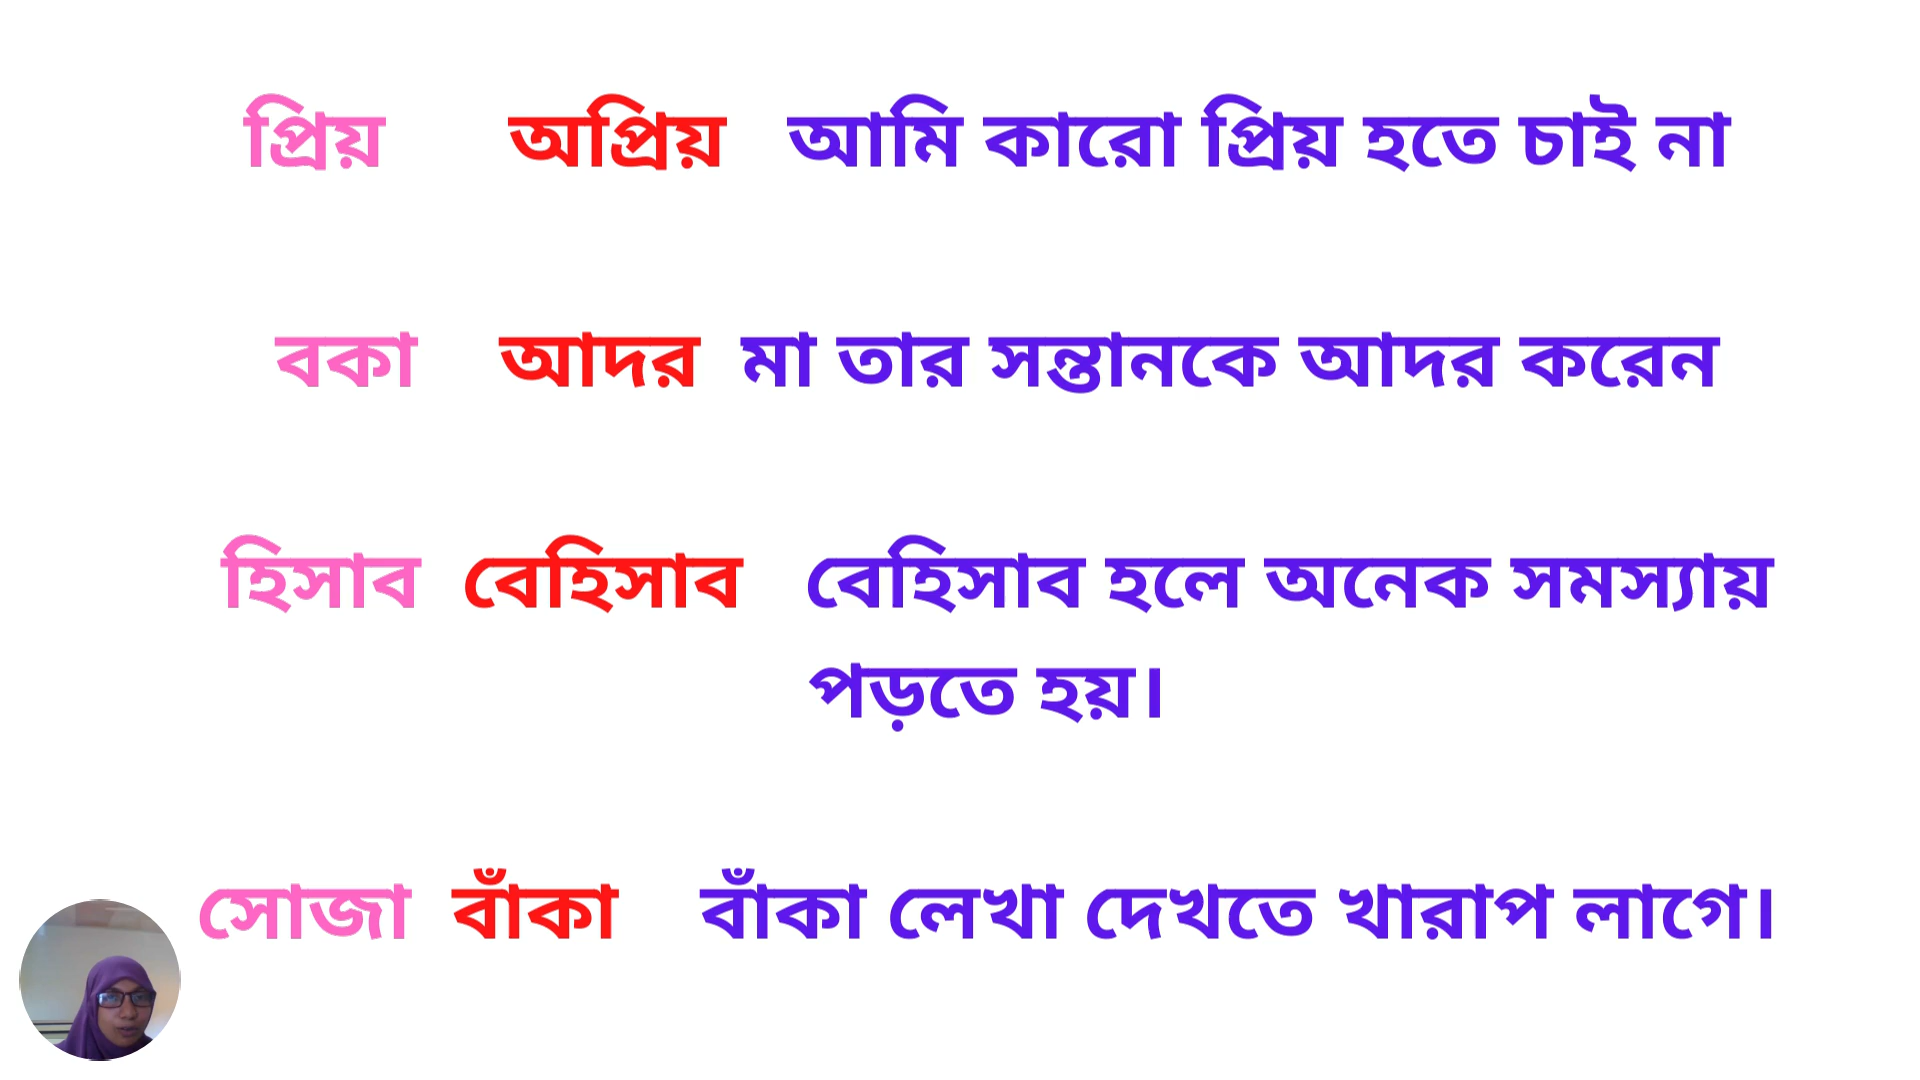 প্রিয় অপ্রিয় আমি কারো প্রিয় হতে চাই না
বকা আদর মা তার সন্তানকে আদর করেন
হিসাব বেহিসাব বেহিসাব হলে অনেক সমস্যায়
পড়তে হয়।
সোজা বাঁকা বাঁকা লেখা দেখতে খারাপ লাগে।